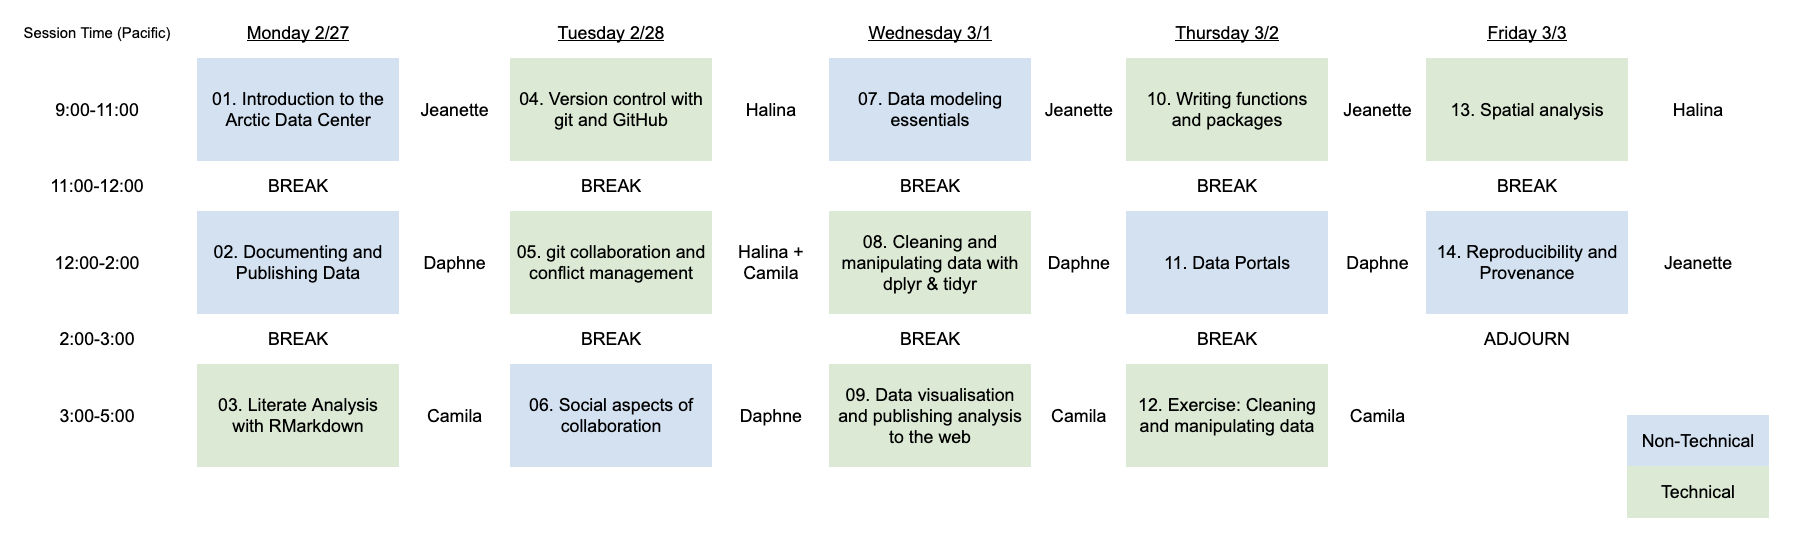 Session Time (Pacific)
Monday 2/27
Tuesday 2/28
Wednesday 3/1
Thursday 3/2
Friday 3/3
9:00-11:00
01. Introduction to the
Arctic Data Center
Jeanette
04. Version control with
git and GitHub
Halina
07. Data modeling
essentials
Jeanette
10. Writing functions
and packages
Jeanette
13. Spatial analysis
Halina
11:00-12:00
BREAK
BREAK
BREAK
BREAK
BREAK
12:00-2:00
02. Documenting and
Publishing Data
Daphne
05. git collaboration and
conflict management
Halina +
Camila
08. Cleaning and
manipulating data with
dplyr & tidyr
Daphne
11. Data Portals
Daphne
14. Reproducibility and
Provenance
Jeanette
2:00-3:00
BREAK
BREAK
BREAK
BREAK
ADJOURN
3:00-5:00
03. Literate Analysis
with RMarkdown
Camila
06. Social aspects of
collaboration
Daphne
09. Data visualisation
and publishing analysis
to the web
Camila
12. Exercise: Cleaning
and manipulating data
Camila
Non-Technical
Technical